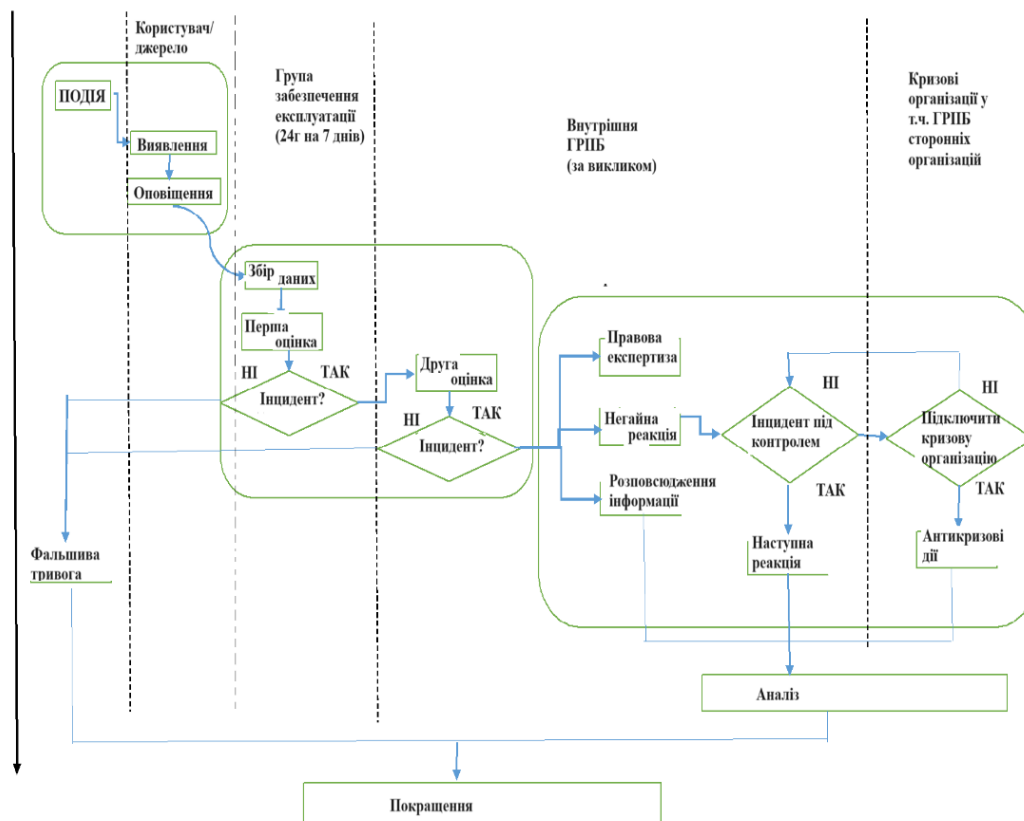 Користувач/
джерело
Група
забезпечення
експлуатації
(24г на 7 днів)
Внутрішня
ГРПБ
(за викликом)
Кризові
організації у
т.ч. ГРПБ
сторонніх
організацій
ПОДІЯ
Виявлення
Оповіщення
Збір
даних
Перша
оцінка
НІ
ТАК
Інцидент?
Друга
оцінка
НІ
ТАК
Інцидент?
Правова
експертиза
Негайна
реакція
Розповсюдження
інформації
НІ
Інцидент під
контролем
ТАК
НІ
Підключити
кризову
організацію
ТАК
Фальшива
тривога
Наступна
реакція
Антикризові
дії
Аналіз
Покращення